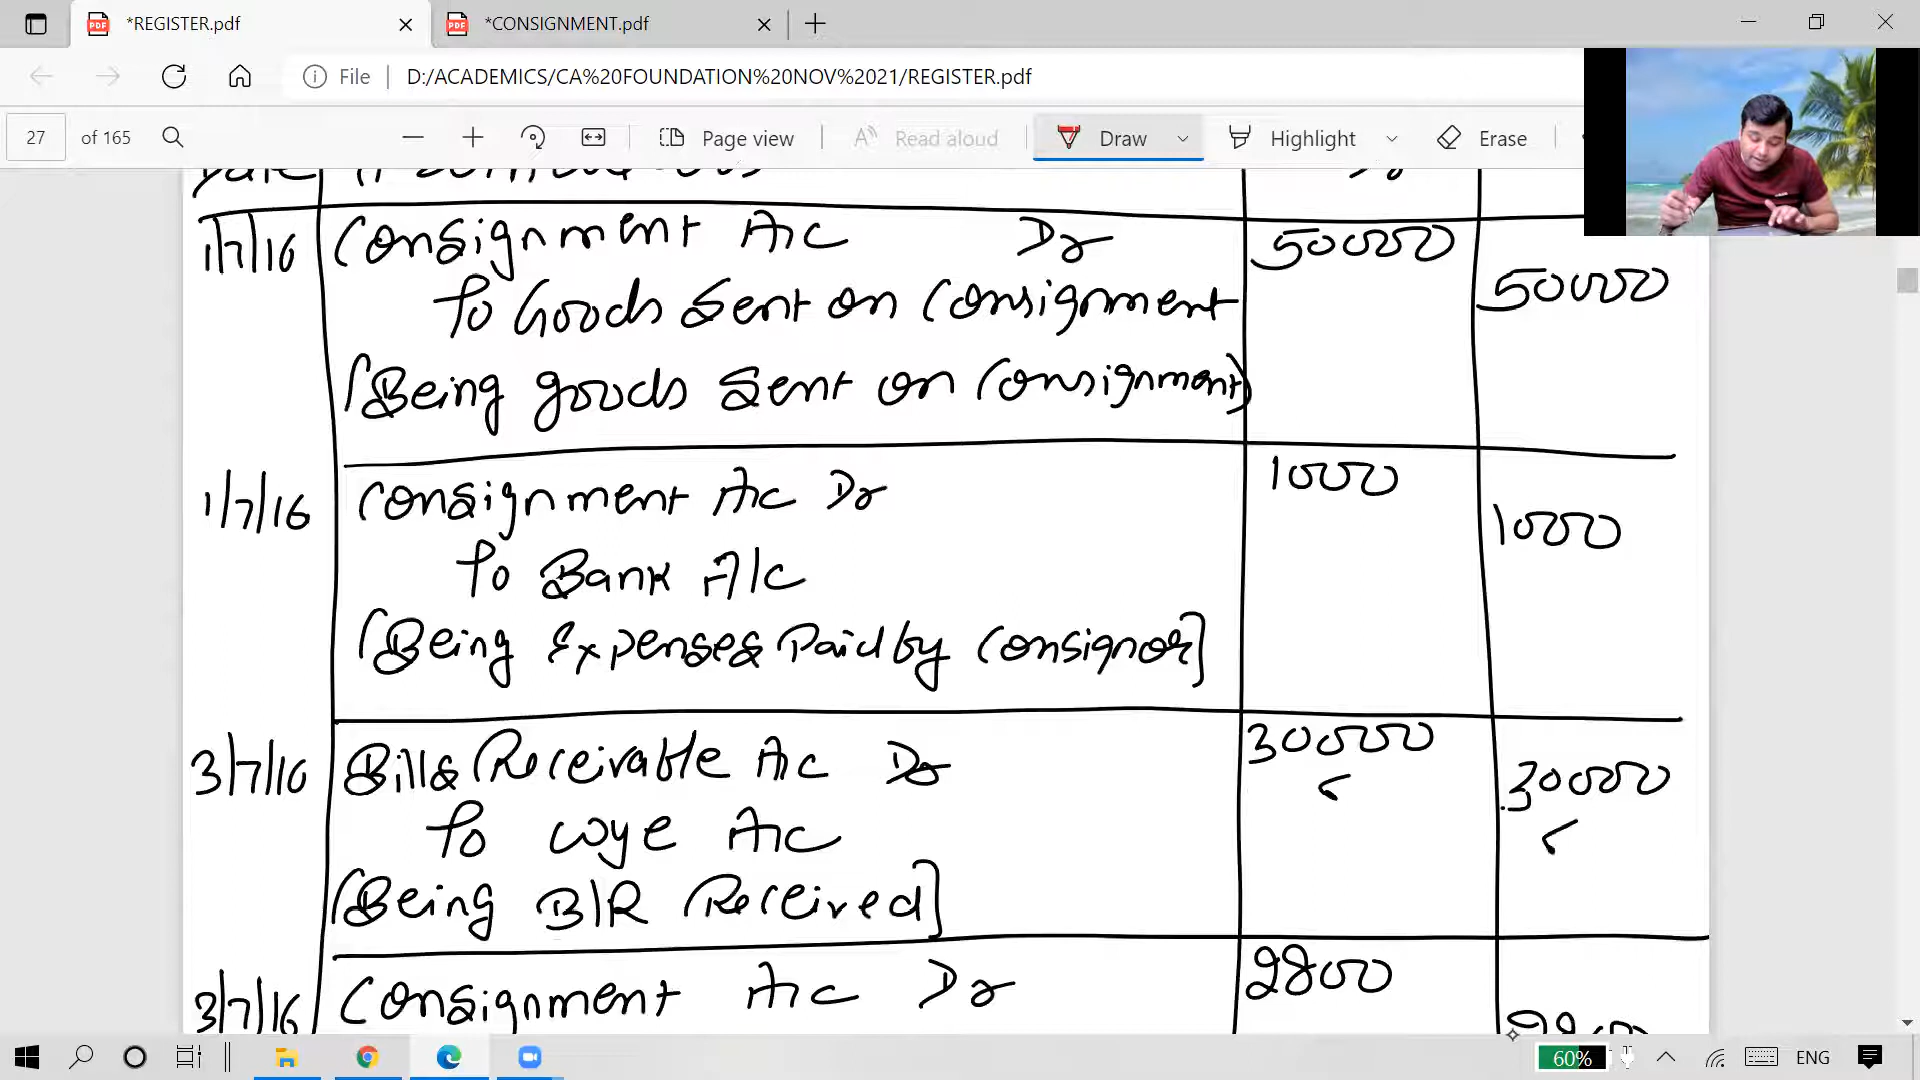 *REGISTER.pdf
*CONSIGNMENT.pdf
File D:/ACADEMICS/CA%20FOUNDATION%20NOV%2021/REGISTER.pdf
27 of 165 Page view Read aloud Draw Highlight Erase
Date Dr
1/7/16 Consignment A/c Dr 50000
To Goods Sent on Consignment 50000
(Being goods Sent on Consignment)
1/7/16 Consignment A/c Dr 1000
To Bank A/c 1000
(Being Expenses Paid by Consignor)
3/7/16 Bills Receivable A/c Dr 30000
To Wye A/c 30000
(Being B/R Received)
3/7/16 Consignment A/c Dr 2800
60% ENG